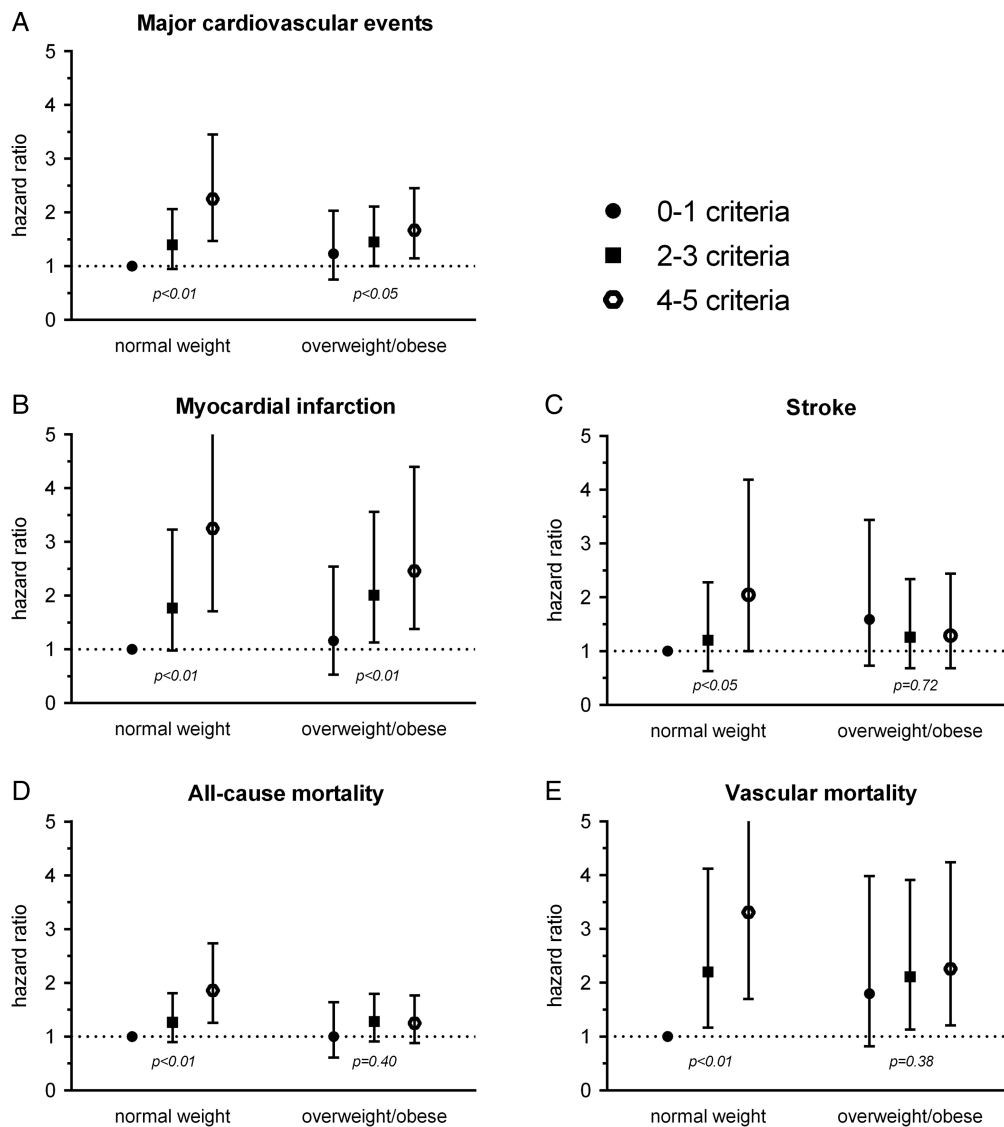 A
Major cardiovascular events
5
4
3
2
1
0
hazard ratio
p<0.01
p<0.05
normal weight
overweight/obese
0-1 criteria
2-3 criteria
4-5 criteria
B
Myocardial infarction
5
4
3
2
1
0
hazard ratio
p<0.01
p<0.01
normal weight
overweight/obese
C
Stroke
5
4
3
2
1
0
hazard ratio
p<0.05
p=0.72
normal weight
overweight/obese
D
All-cause mortality
5
4
3
2
1
0
hazard ratio
p<0.01
p=0.40
normal weight
overweight/obese
E
Vascular mortality
5
4
3
2
1
0
hazard ratio
p<0.01
p=0.38
normal weight
overweight/obese